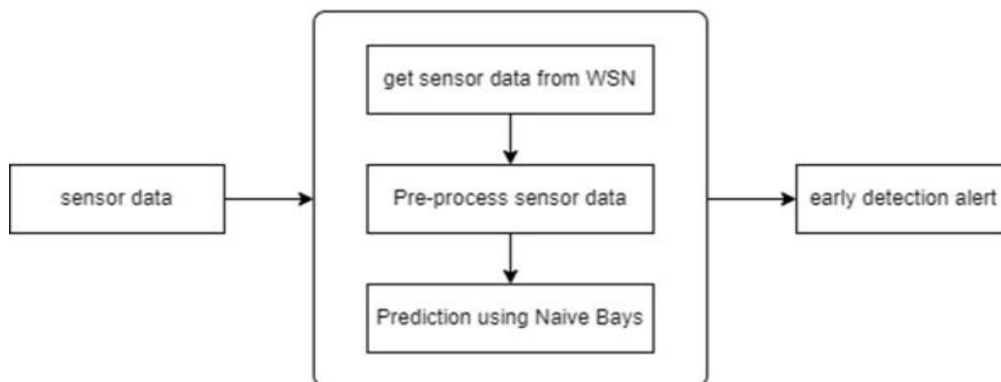 get sensor data from WSN
sensor data
Pre-process sensor data
early detection alert
Prediction using Naive Bays